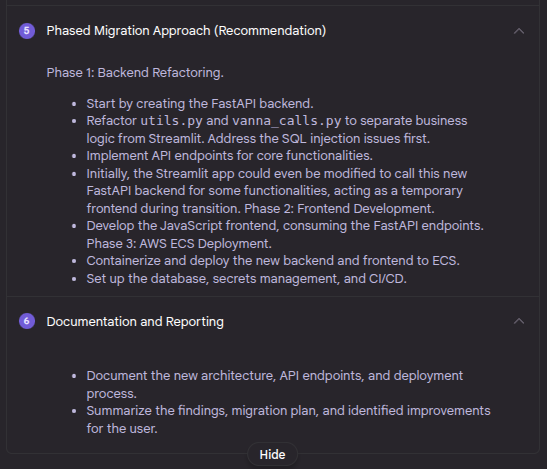 5 Phased Migration Approach (Recommendation)
Phase 1: Backend Refactoring.
• Start by creating the FastAPI backend.
• Refactor utils.py and vanna_calls.py to separate business
logic from Streamlit. Address the SQL injection issues first.
• Implement API endpoints for core functionalities.
• Initially, the Streamlit app could even be modified to call this new
FastAPI backend for some functionalities, acting as a temporary
frontend during transition. Phase 2: Frontend Development.
• Develop the JavaScript frontend, consuming the FastAPI endpoints.
Phase 3: AWS ECS Deployment.
• Containerize and deploy the new backend and frontend to ECS.
• Set up the database, secrets management, and CI/CD.
6 Documentation and Reporting
• Document the new architecture, API endpoints, and deployment
process.
• Summarize the findings, migration plan, and identified improvements
for the user.
Hide